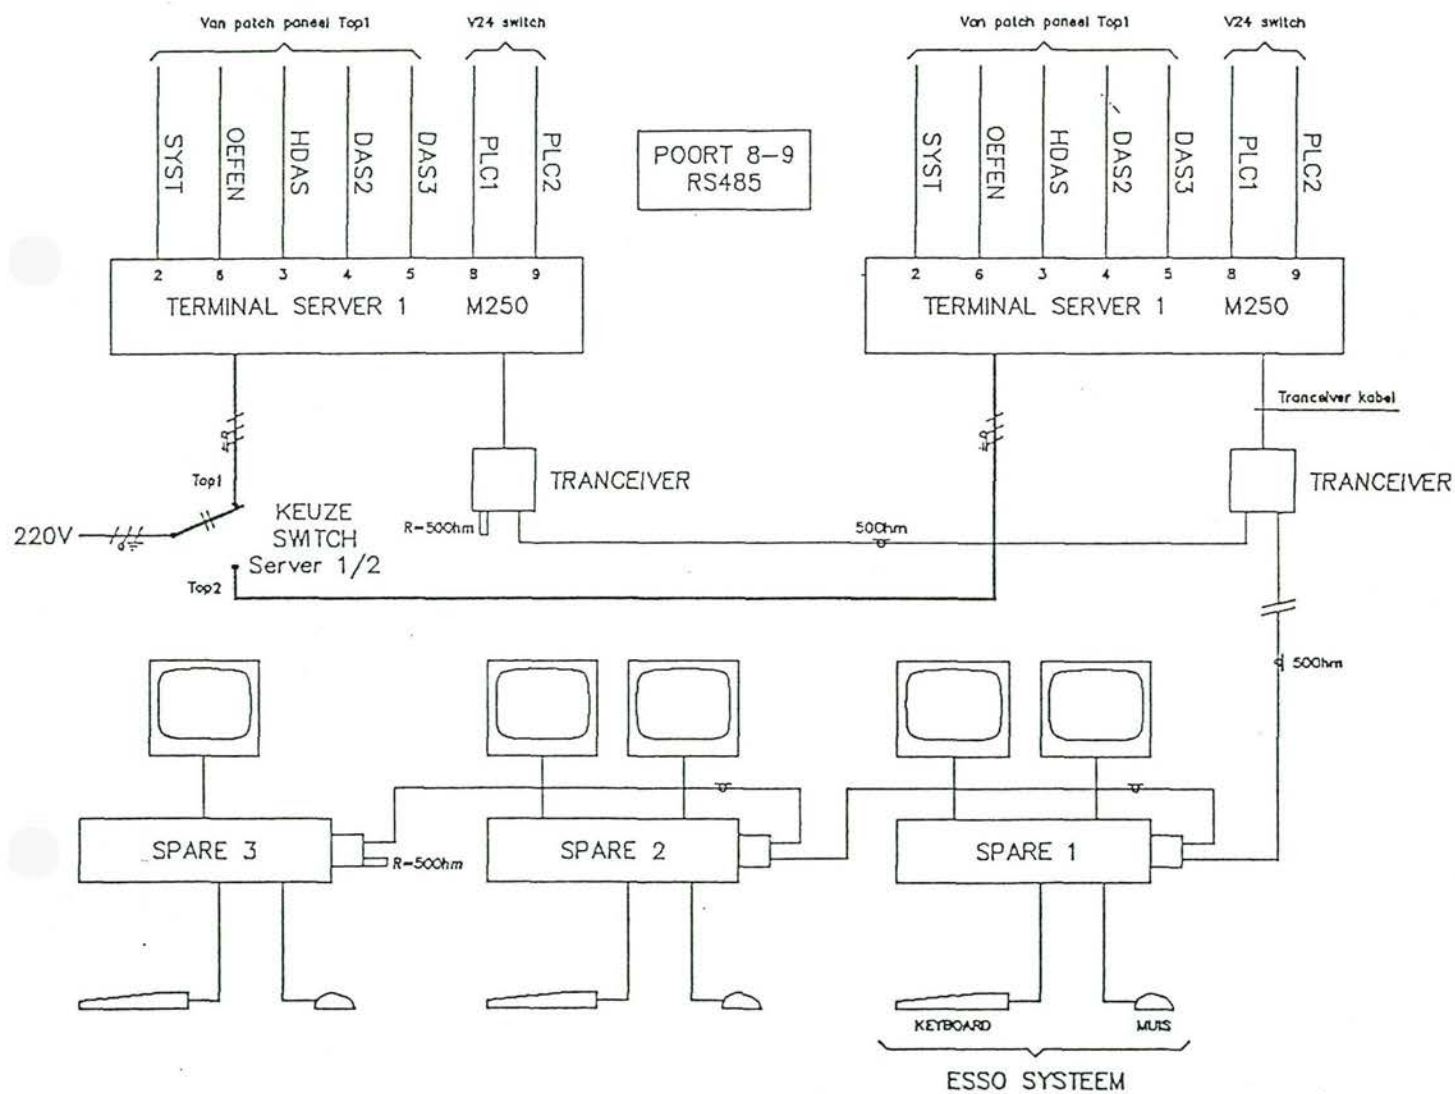 Van patch paneel Top1
V24 switch
Van patch paneel Top1
V24 switch
SYST
OEFEN
HDAS
DAS2
DAS3
PLC1
PLC2
POORT 8-9
RS485
SYST
OEFEN
HDAS
DAS2
DAS3
PLC1
PLC2
2 6 3 4 5 8 9
TERMINAL SERVER 1 M250
2 6 3 4 5 8 9
TERMINAL SERVER 1 M250
Tranceiver kabel
TRANCEIVER
TRANCEIVER
Top1
KEUZE
SWITCH
Server 1/2
220V
R=50Ohm
50Ohm
Top2
50Ohm
SPARE 3
R=50Ohm
SPARE 2
SPARE 1
KEYBOARD
MUIS
ESSO SYSTEEM